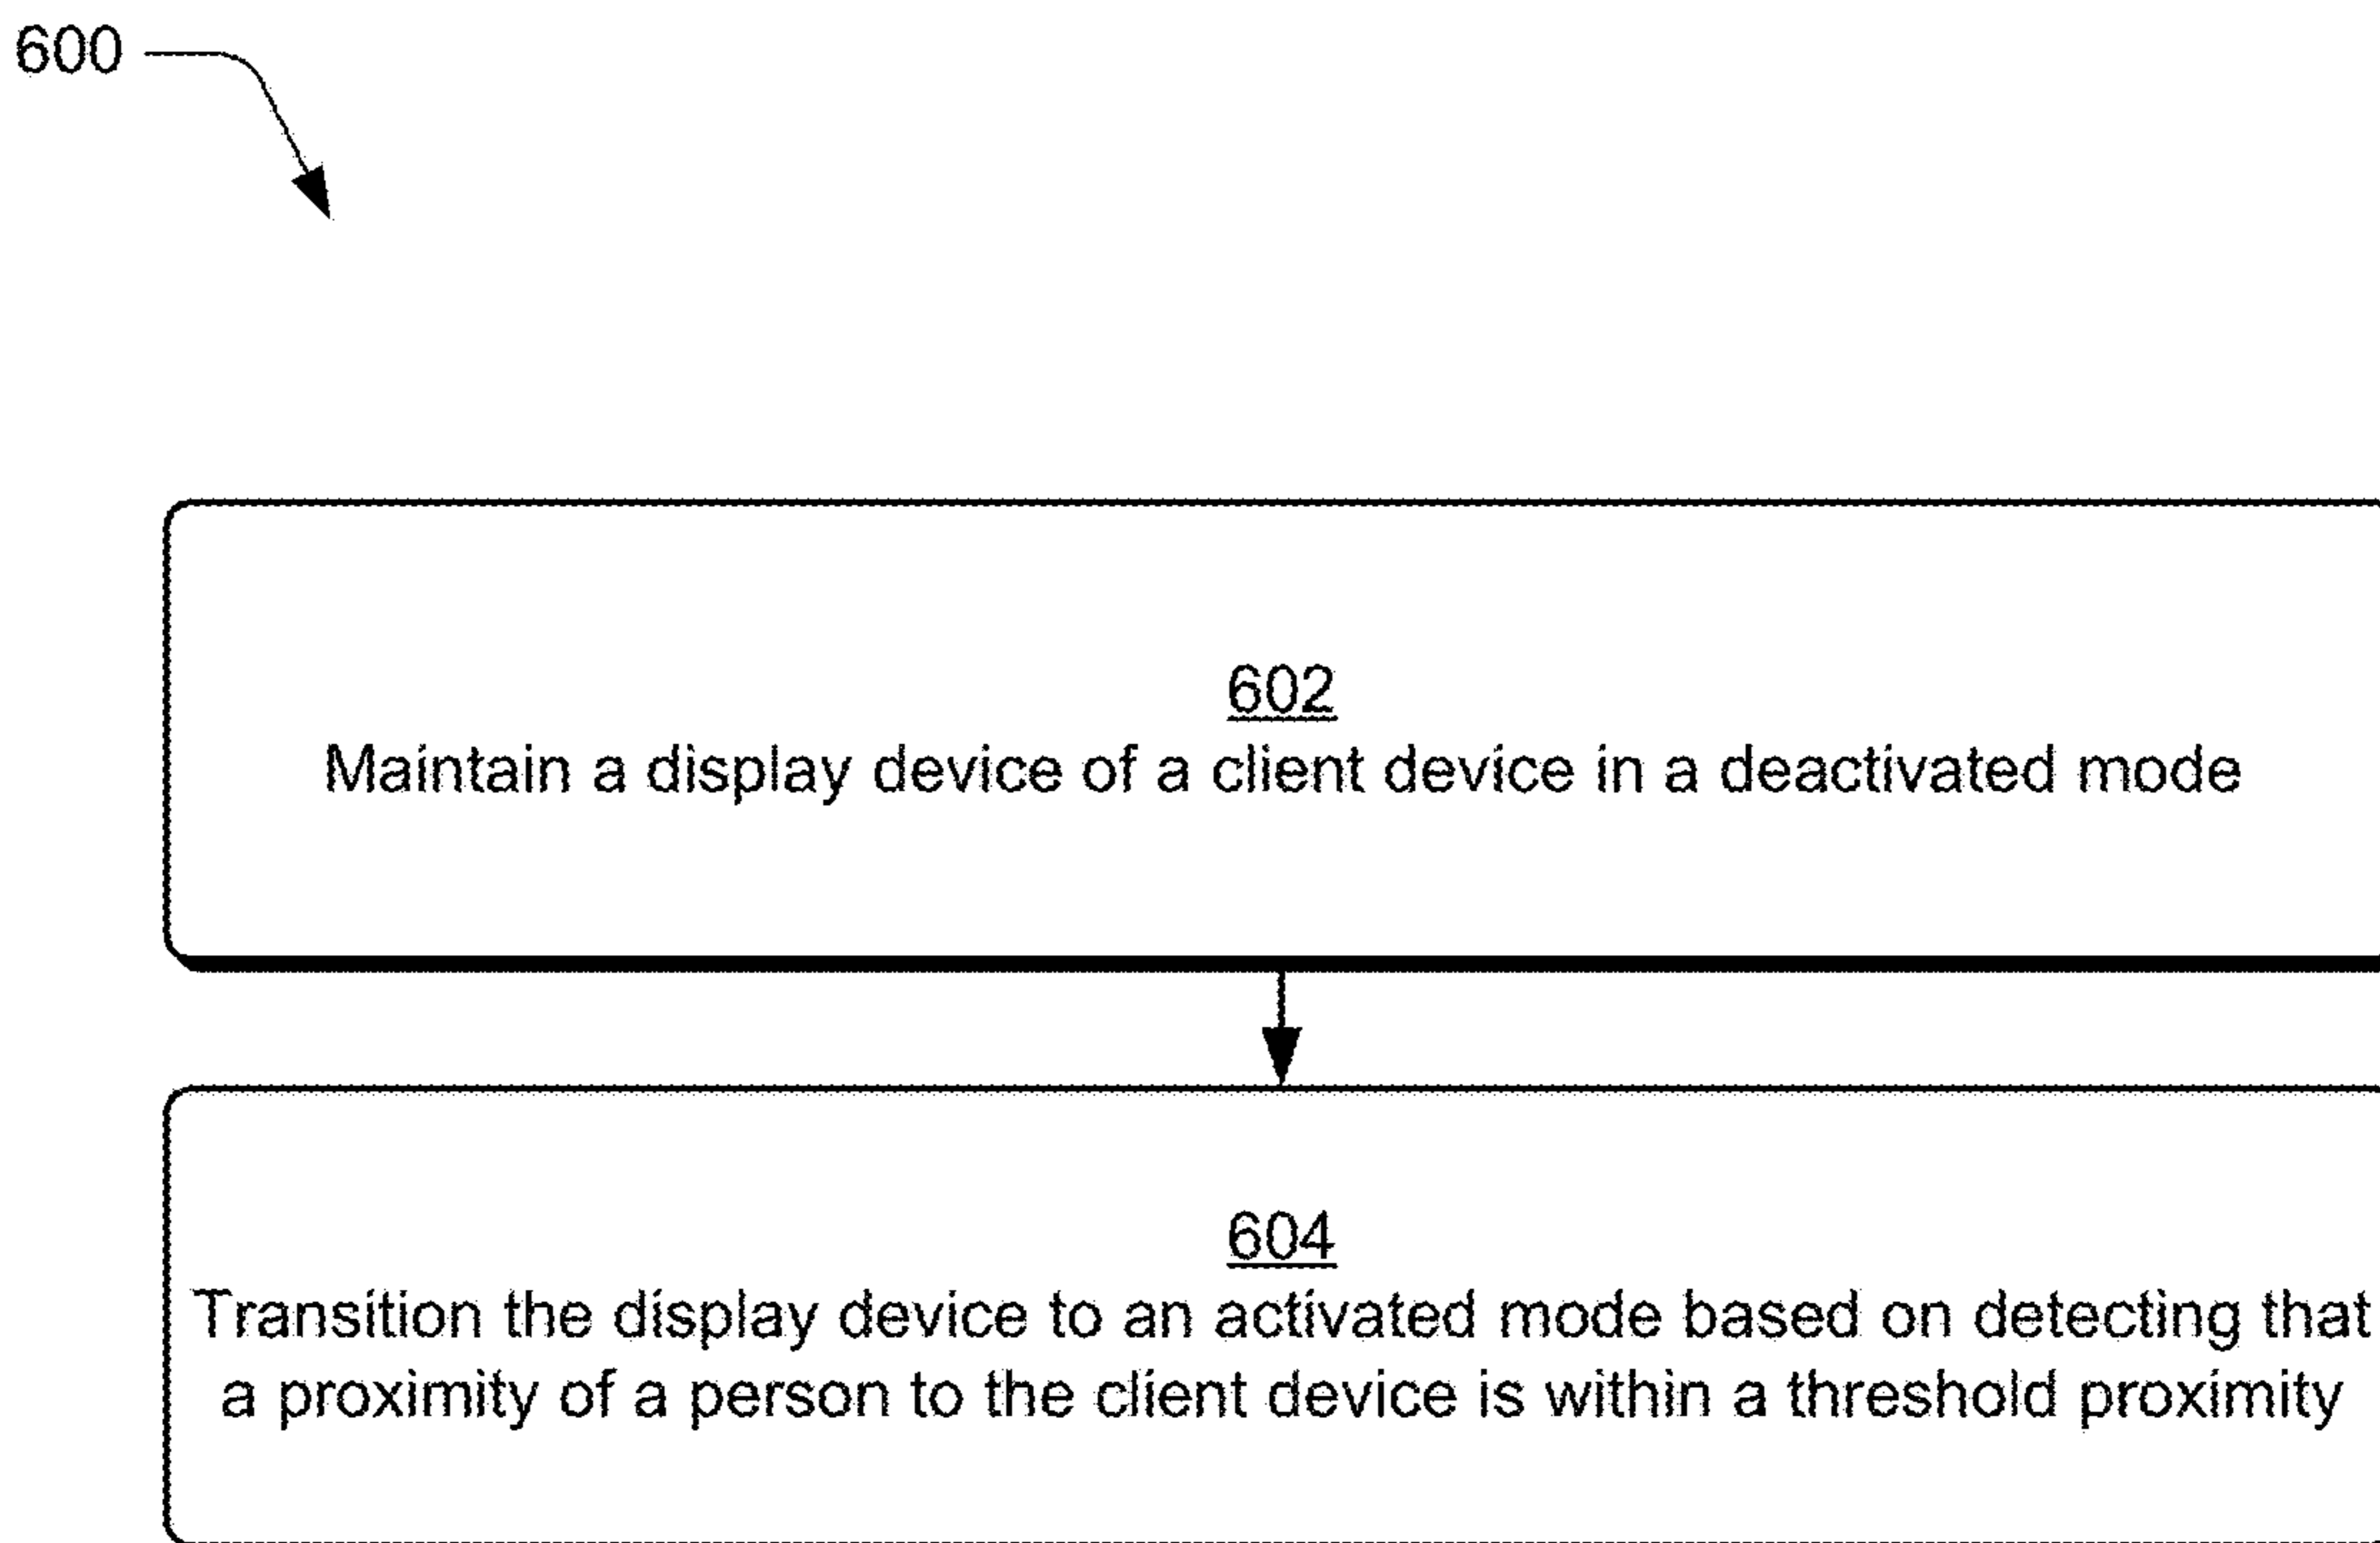 600
602
Maintain a display device of a client device in a deactivated mode
604
Transition the display device to an activated mode based on detecting that
a proximity of a person to the client device is within a threshold proximity